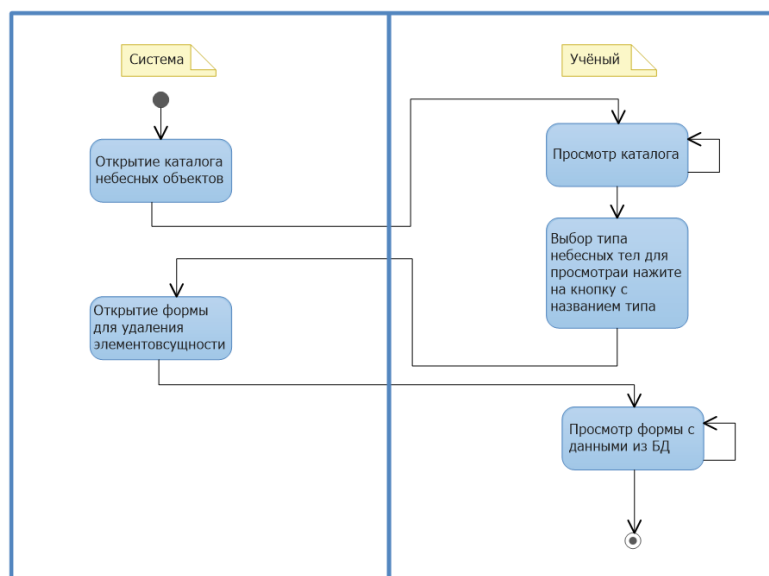 Система
Учёный
Открытие каталога
небесных объектов
Просмотр каталога
Выбор типа
небесных тел для
просмотраи нажите
на кнопку с
названием типа
Открытие формы
для удаления
элементовсущности
Просмотр формы с
данными из БД